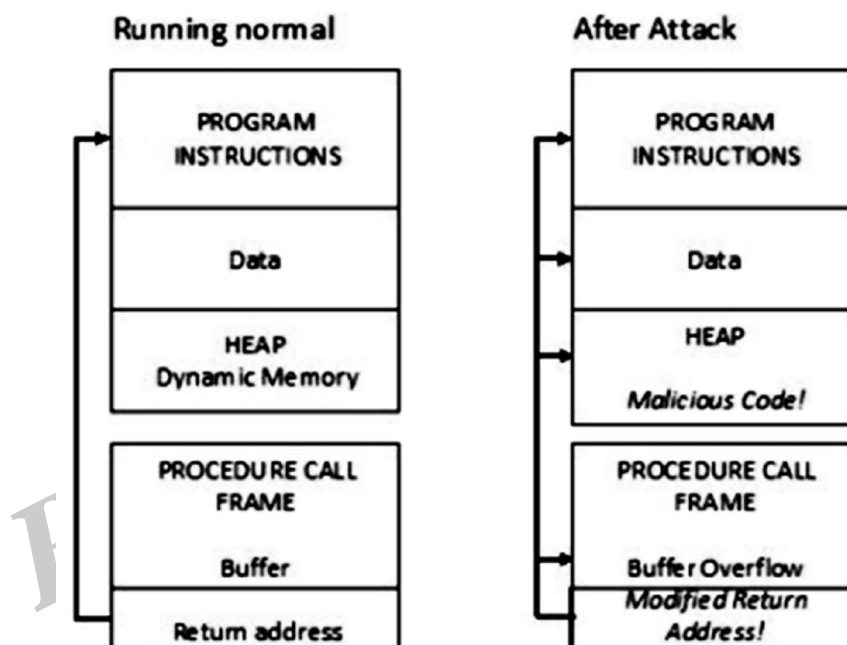 Running normal
PROGRAM
INSTRUCTIONS
Data
HEAP
Dynamic Memory
PROCEDURE CALL
FRAME
Buffer
Return address
After Attack
PROGRAM
INSTRUCTIONS
Data
HEAP
Malicious Code!
PROCEDURE CALL
FRAME
Buffer Overflow
Modified Return
Address!